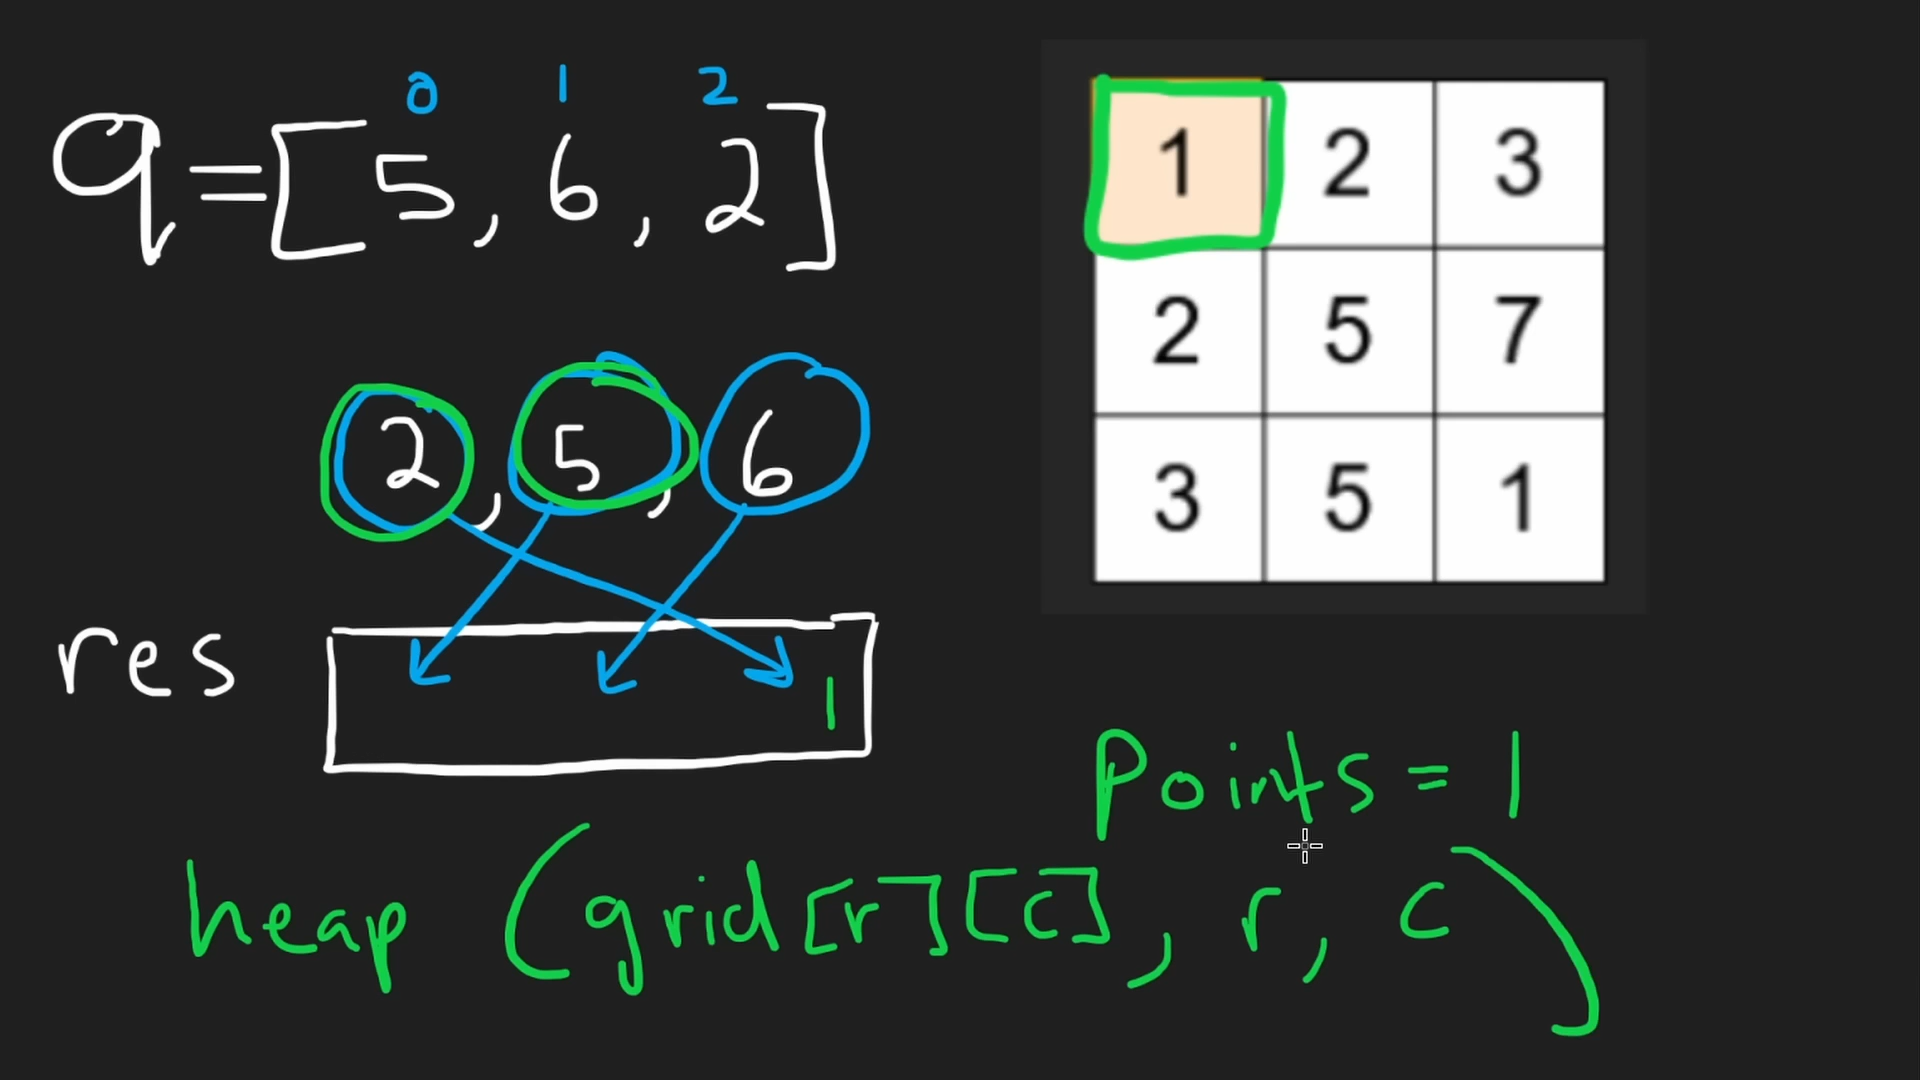 0 1 2
q=[5, 6, 2]
2, 5, 6
res 1
1 2 3
2 5 7
3 5 1
Points = 1
heap (grid[r][c], r, c)